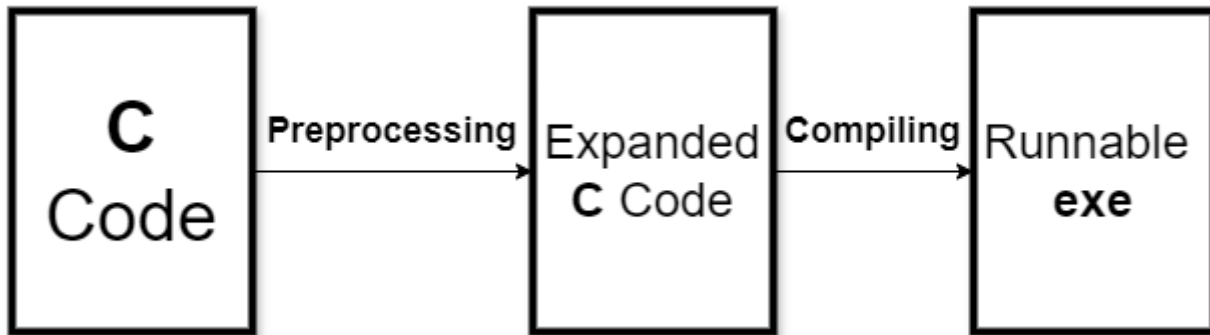 C
Code
Preprocessing
Expanded
C Code
Compiling
Runnable
exe